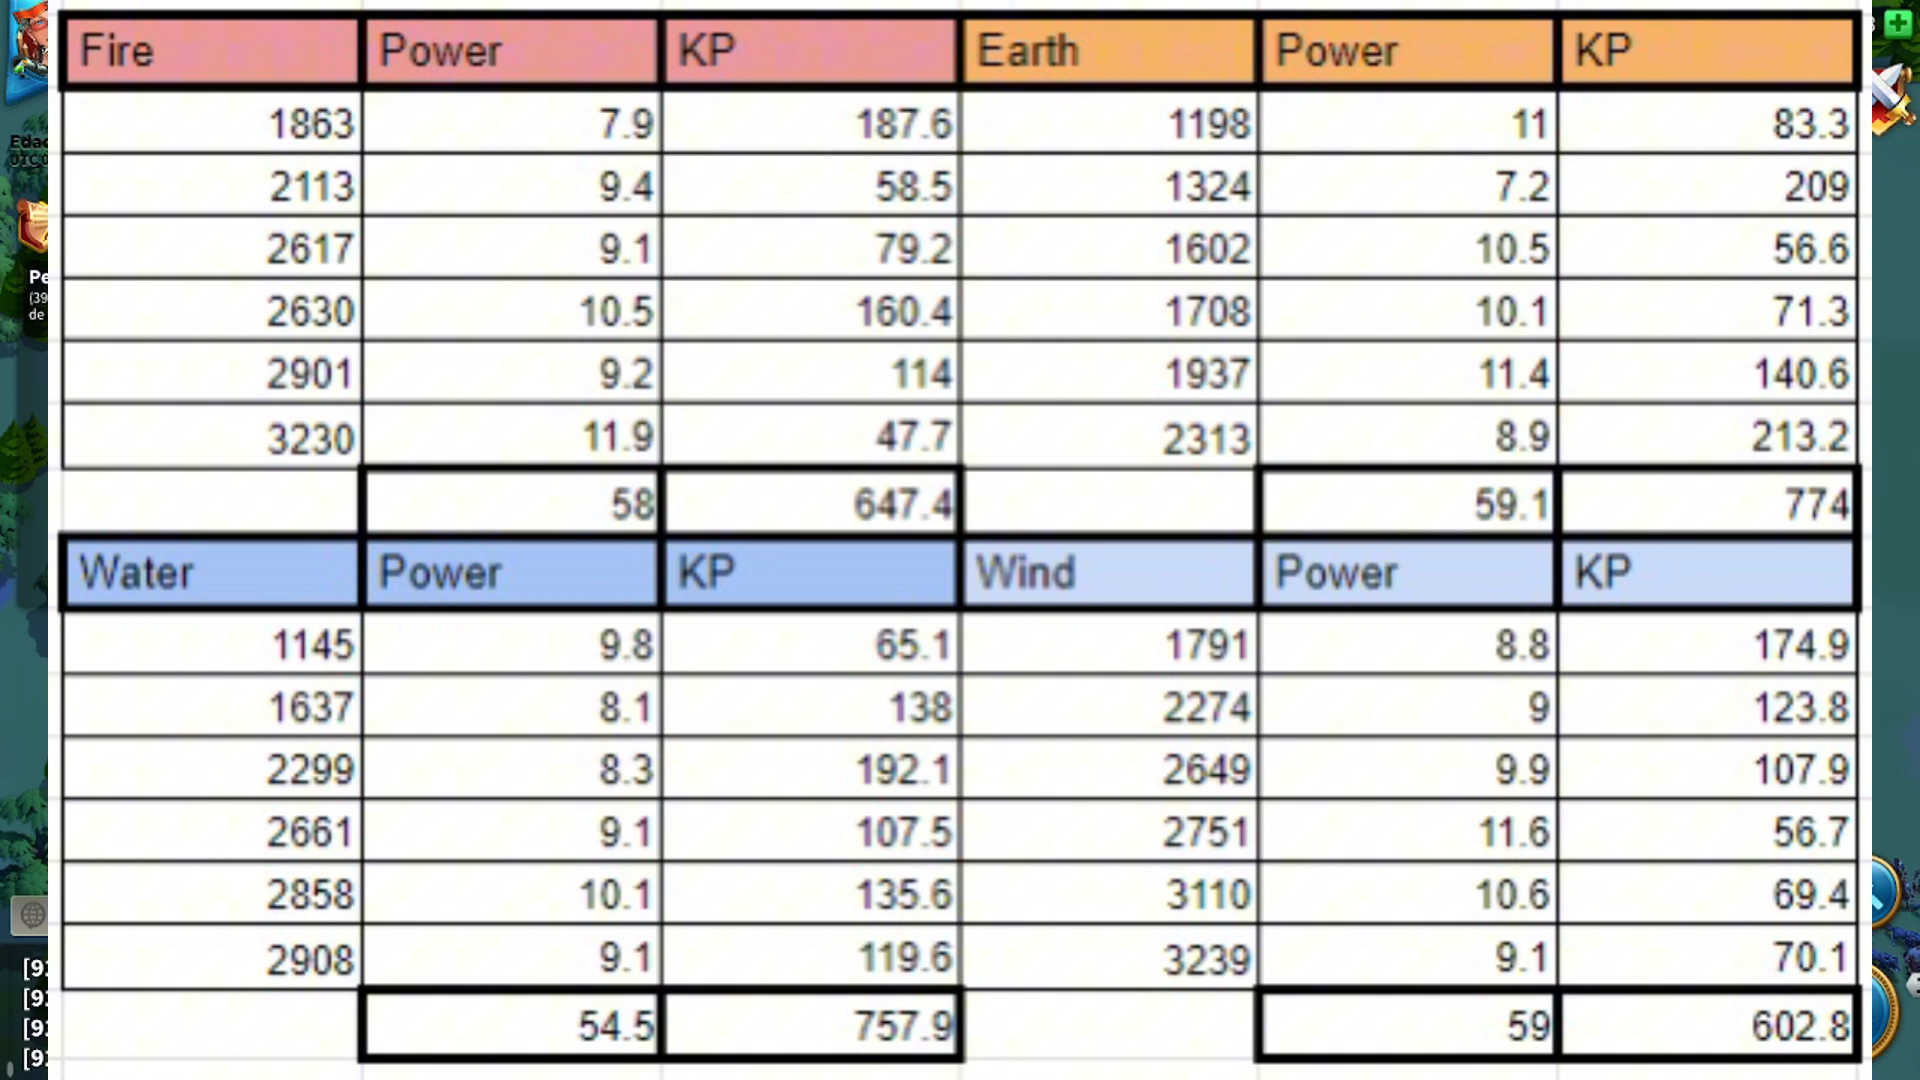 Fire Power KP Earth Power KP
1863 7.9 187.6 1198 11 83.3
2113 9.4 58.5 1324 7.2 209
2617 9.1 79.2 1602 10.5 56.6
2630 10.5 160.4 1708 10.1 71.3
2901 9.2 114 1937 11.4 140.6
3230 11.9 47.7 2313 8.9 213.2
58 647.4 59.1 774
Water Power KP Wind Power KP
1145 9.8 65.1 1791 8.8 174.9
1637 8.1 138 2274 9 123.8
2299 8.3 192.1 2649 9.9 107.9
2661 9.1 107.5 2751 11.6 56.7
2858 10.1 135.6 3110 10.6 69.4
2908 9.1 119.6 3239 9.1 70.1
54.5 757.9 59 602.8
Pe
(39
de